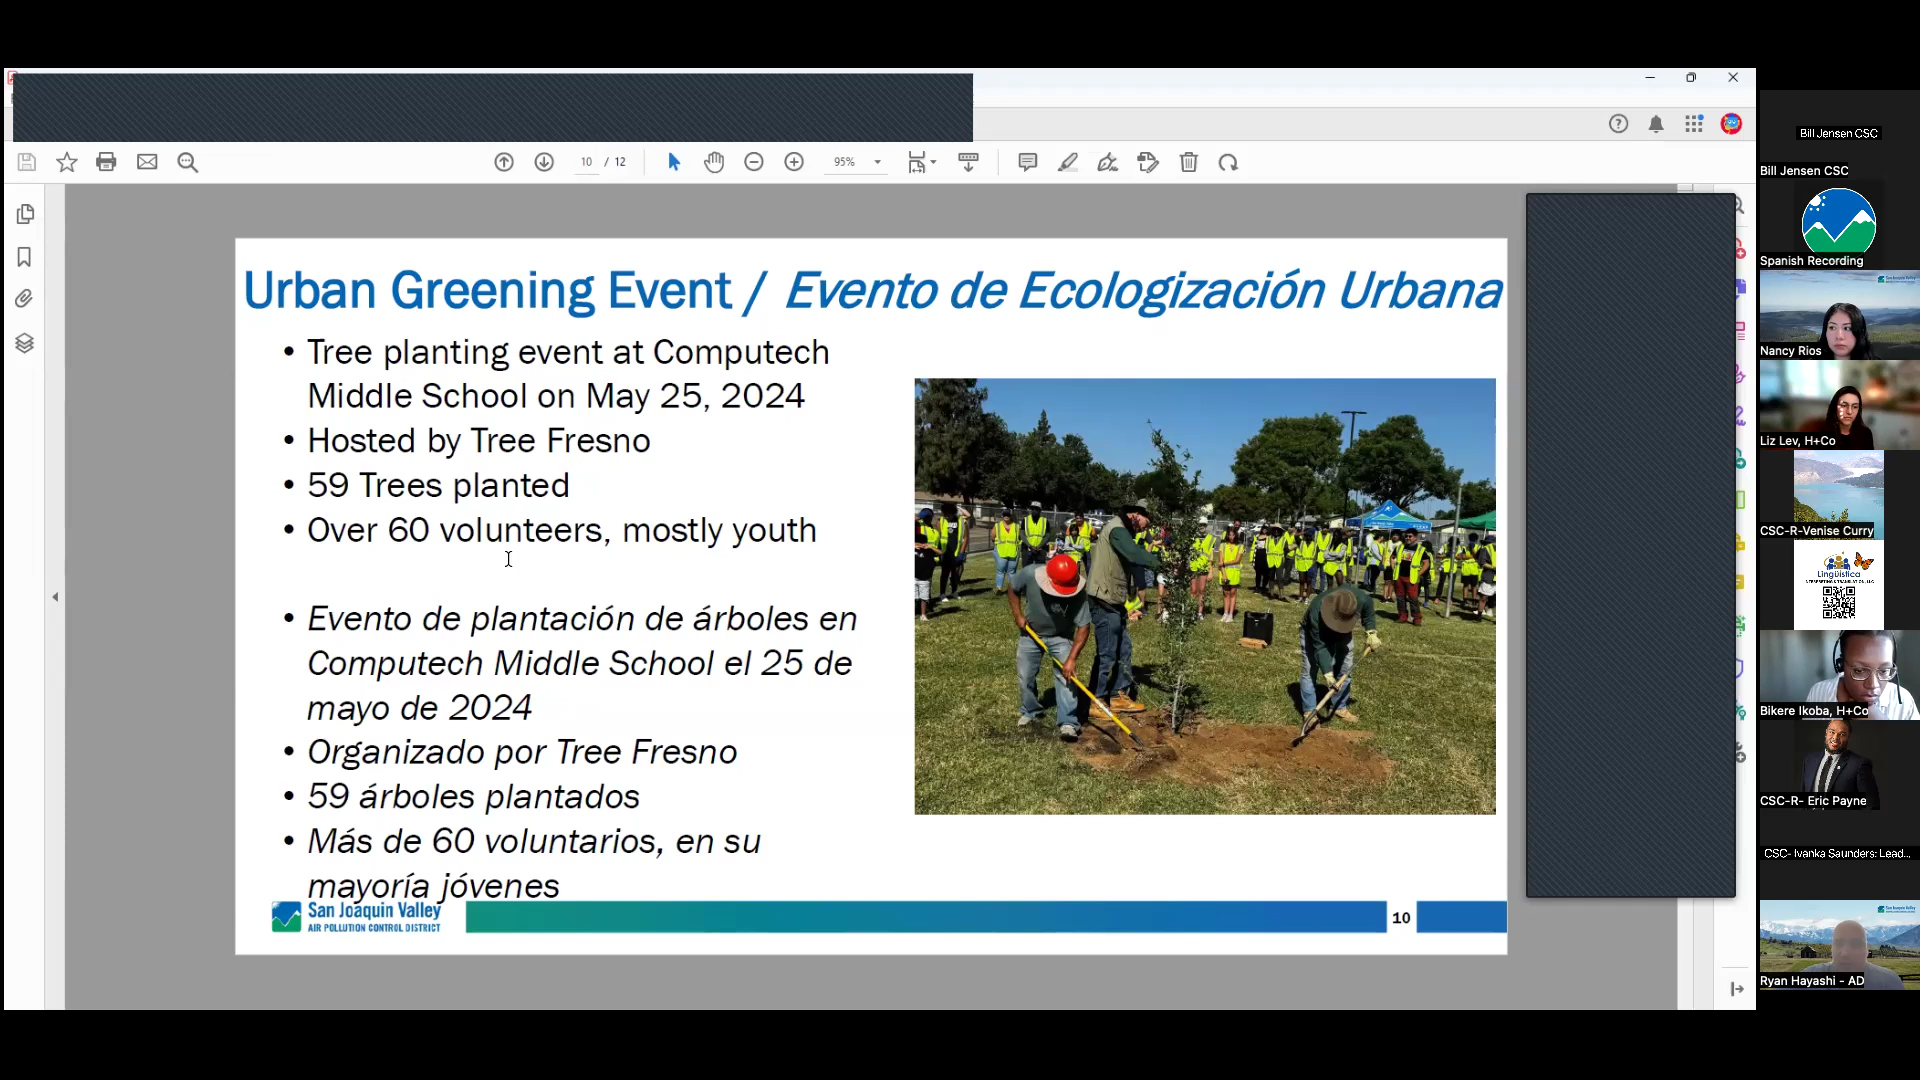 10 / 12
95%
Urban Greening Event / Evento de Ecologización Urbana
• Tree planting event at Computech
Middle School on May 25, 2024
• Hosted by Tree Fresno
• 59 Trees planted
• Over 60 volunteers, mostly youth
• Evento de plantación de árboles en
Computech Middle School el 25 de
mayo de 2024
• Organizado por Tree Fresno
• 59 árboles plantados
• Más de 60 voluntarios, en su
mayoría jóvenes
San Joaquin Valley
AIR POLLUTION CONTROL DISTRICT
10
Bill Jensen CSC
Bill Jensen CSC
Spanish Recording
Nancy Rios
Liz Lev, H+Co
CSC-R-Venise Curry
Lingüistica
INTERPRETING & TRANSLATION, LLC
Bikere Ikoba, H+Co
CSC-R- Eric Payne
CSC- Ivanka Saunders: Lead...
Ryan Hayashi - AD